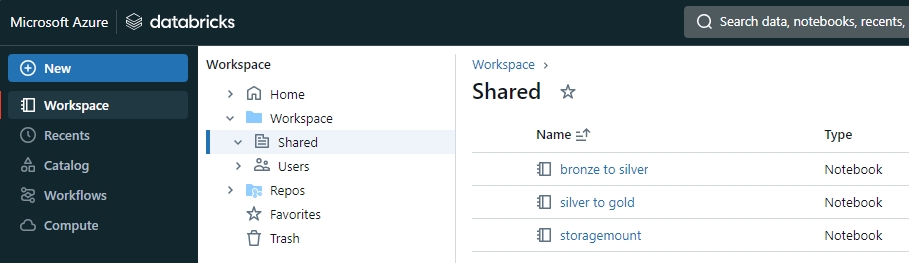 Microsoft Azure databricks
Search data, notebooks, recents,
New
Workspace
Recents
Catalog
Workflows
Compute
Workspace
Home
Workspace
Shared
Users
Repos
Favorites
Trash
Workspace >
Shared
Name Type
bronze to silver Notebook
silver to gold Notebook
storagemount Notebook